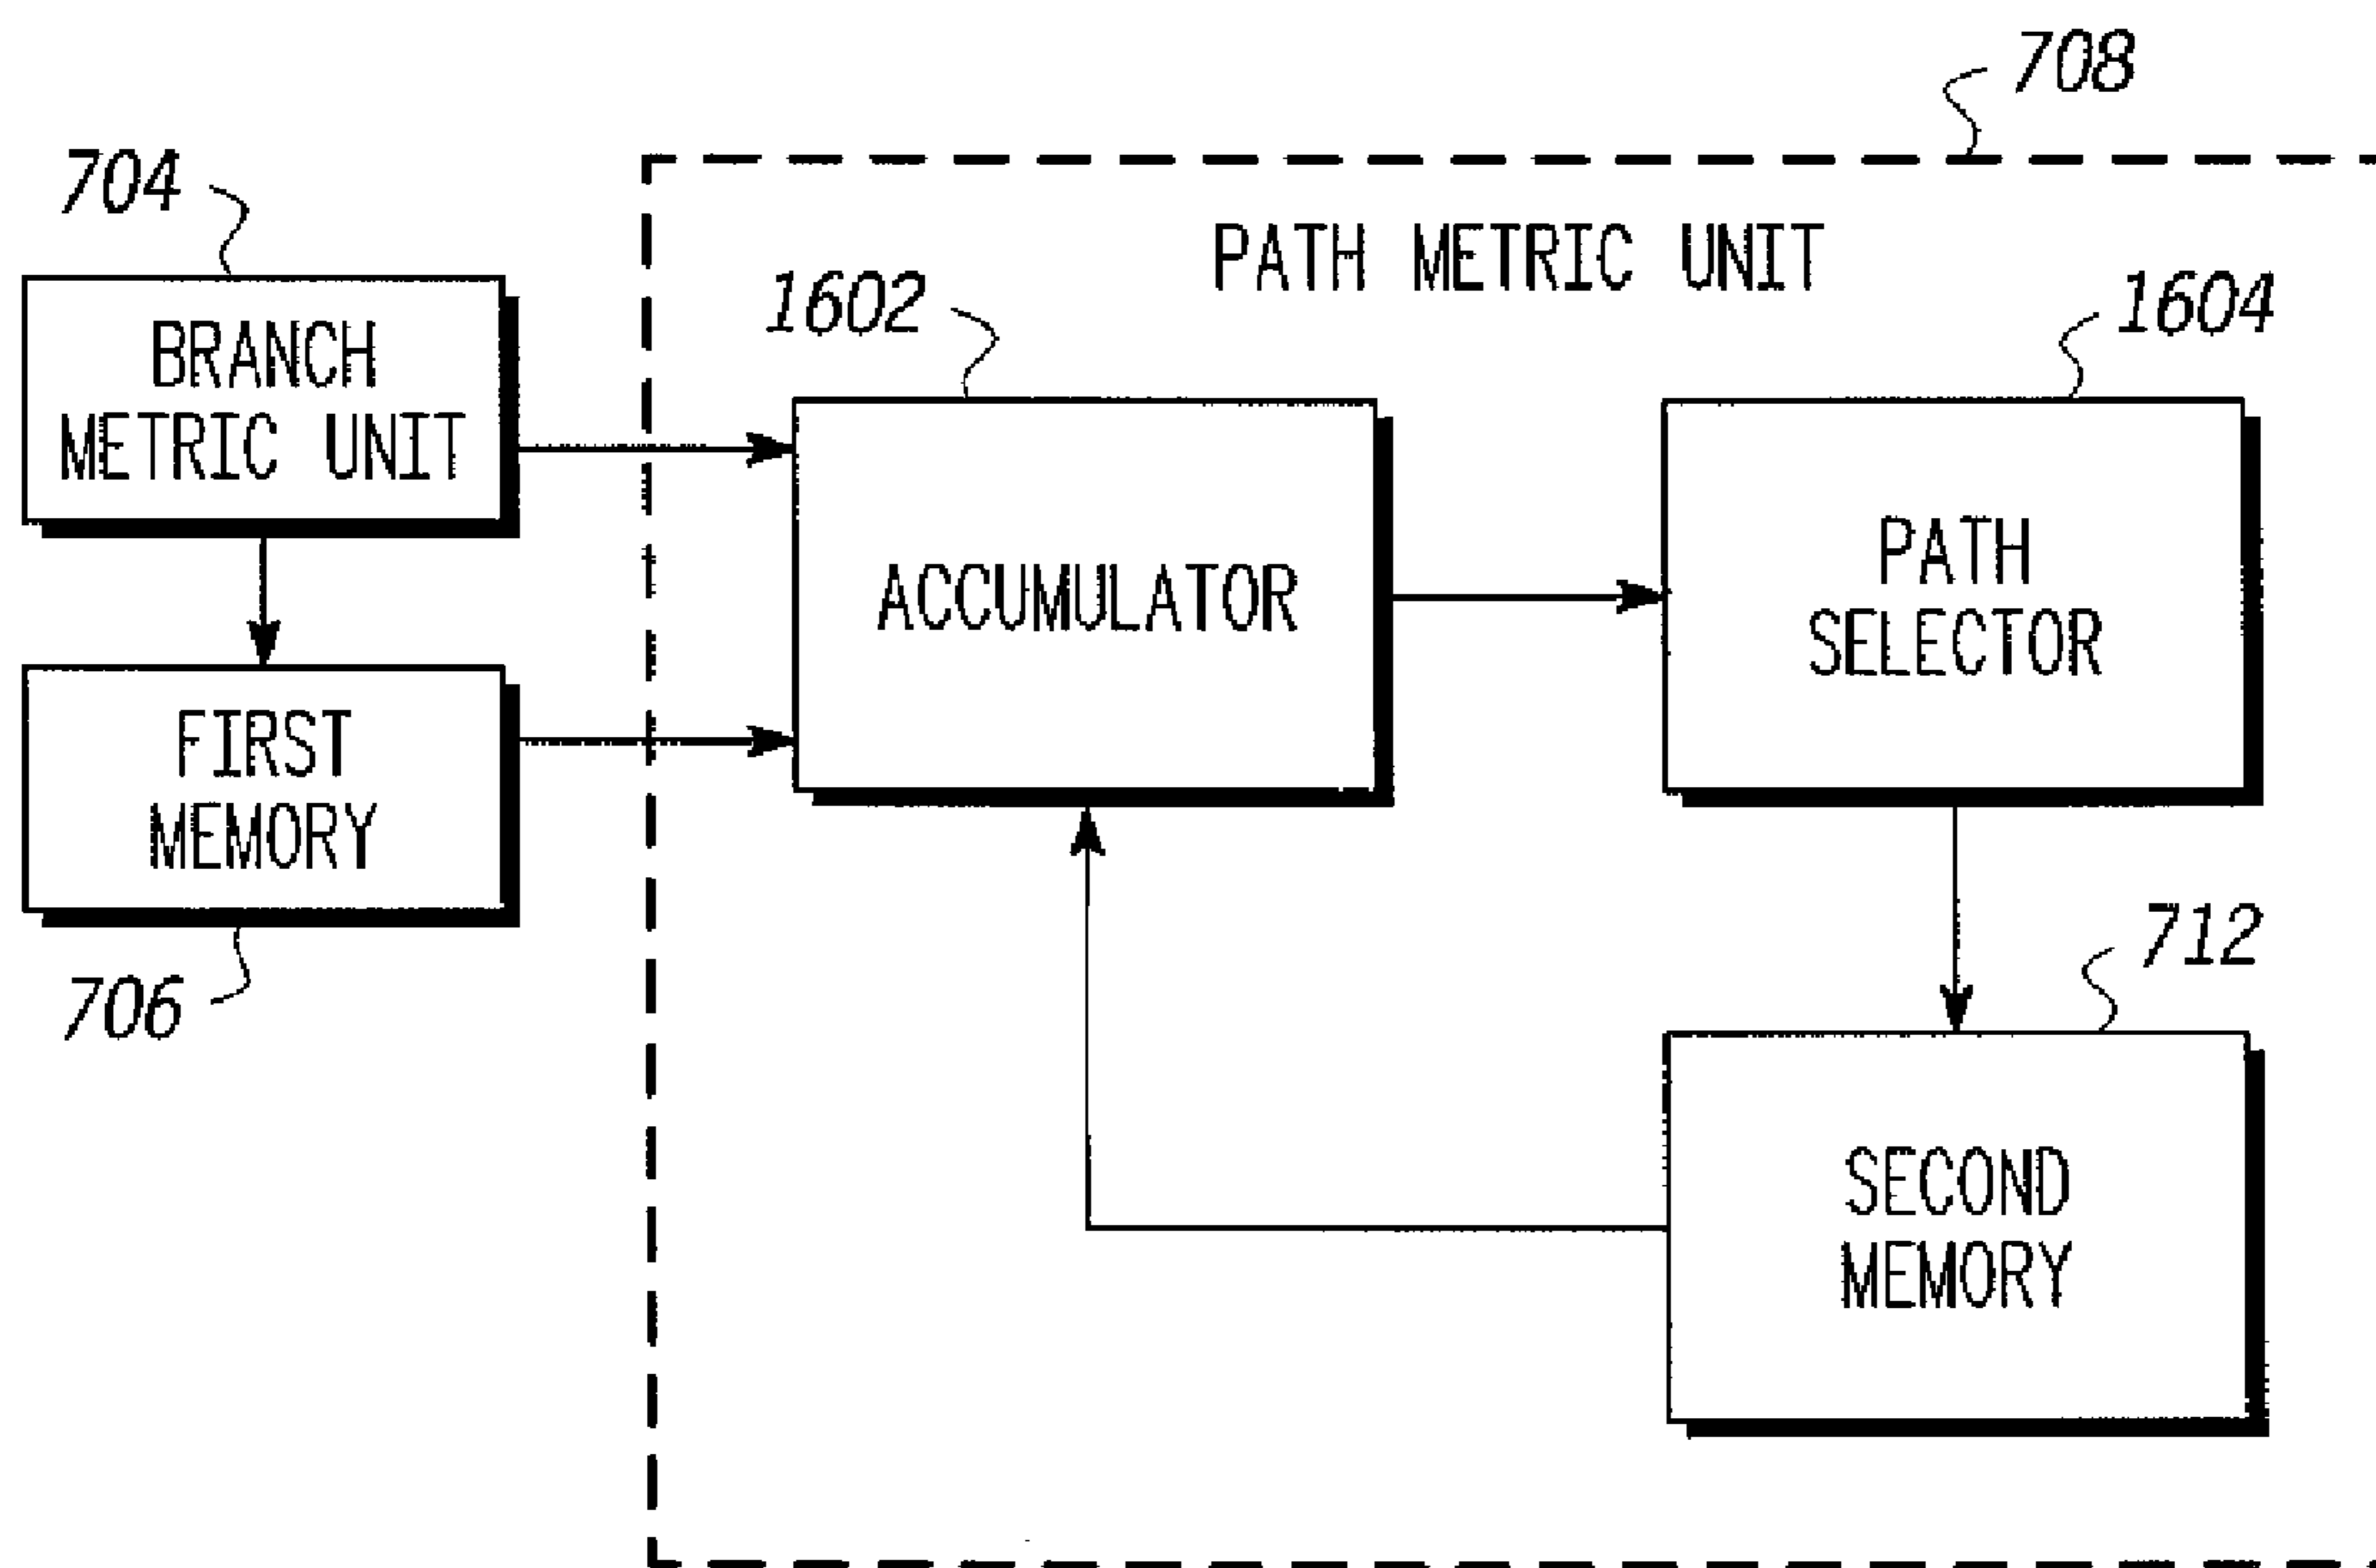 708
704
PATH METRIC UNIT
1602
1604
BRANCH
METRIC UNIT
ACCUMULATOR
PATH
SELECTOR
FIRST
MEMORY
706
712
SECOND
MEMORY